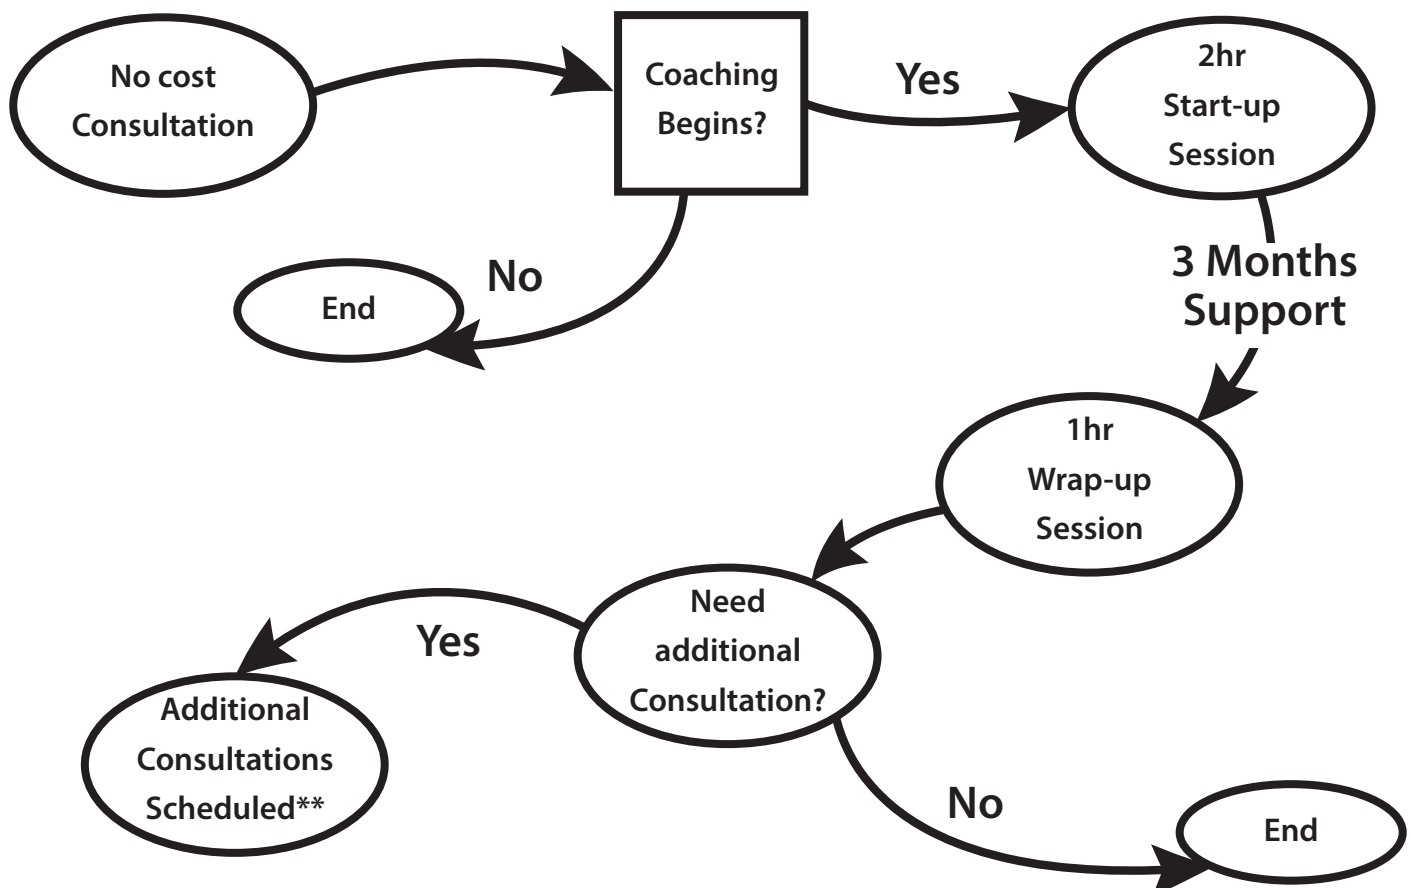 No cost
Consultation
Coaching
Begins?
Yes
2hr
Start-up
Session
No
End
3 Months
Support
1hr
Wrap-up
Session
Need
additional
Consultation?
Yes
Additional
Consultations
Scheduled**
No
End